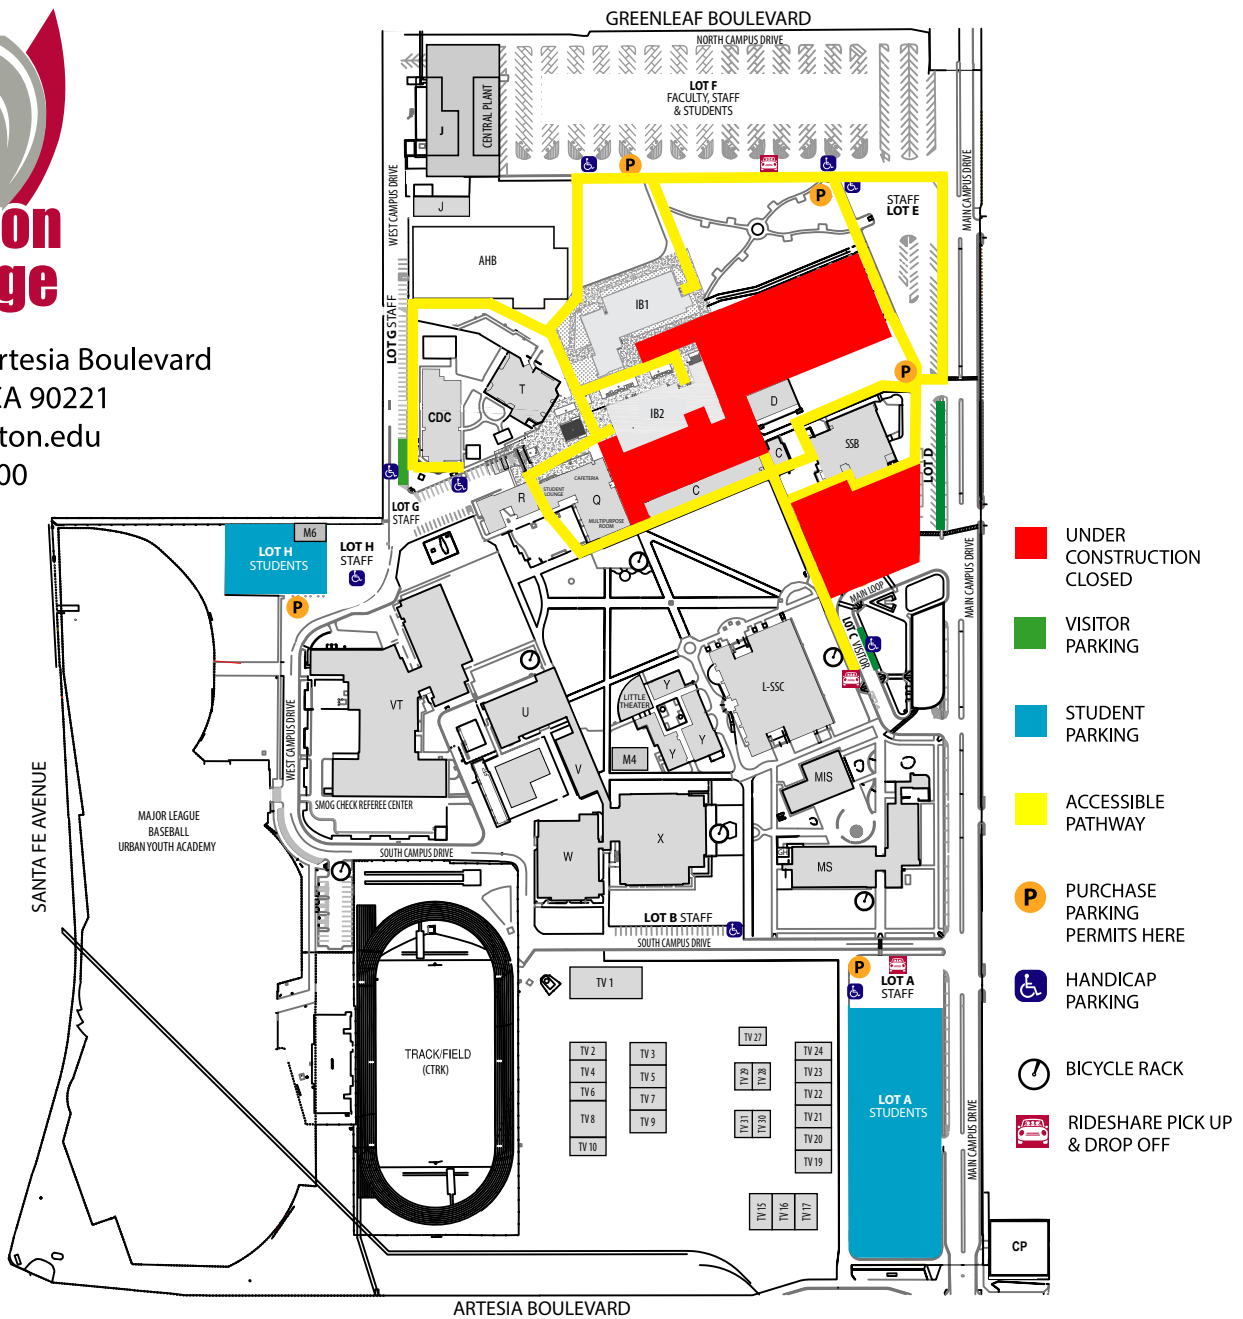 GREENLEAF BOULEVARD
NORTH CAMPUS DRIVE
LOT F
FACULTY, STAFF
& STUDENTS
CENTRAL PLANT
J
J
WEST CAMPUS DRIVE
MAIN CAMPUS DRIVE
P
P
STAFF
LOT E
on
ge
AHB
IB1
LOT G STAFF
rtesia Boulevard
CA 90221
ton.edu
00
T
CDC
IB2
D
P
SSB
C
C
LOT D
CAFETERIA
STUDENT
LOUNGE
R
Q
MULTIPURPOSE
ROOM
LOT G
STAFF
M6
LOT H
STUDENTS
LOT H
STAFF
P
MAIN CAMPUS DRIVE
MAIN LOOP
LOT C VISITOR
UNDER
CONSTRUCTION
CLOSED
VISITOR
PARKING
STUDENT
PARKING
ACCESSIBLE
PATHWAY
P
PURCHASE
PARKING
PERMITS HERE
HANDICAP
PARKING
BICYCLE RACK
RIDESHARE PICK UP
& DROP OFF
VT
U
V
LITTLE
THEATER
Y
Y
Y
M4
L-SSC
MIS
MS
GH
WEST CAMPUS DRIVE
SMOG CHECK REFEREE CENTER
SANTA FE AVENUE
MAJOR LEAGUE
BASEBALL
URBAN YOUTH ACADEMY
SOUTH CAMPUS DRIVE
W
X
LOT B STAFF
SOUTH CAMPUS DRIVE
P
LOT A
STAFF
LOT A
STUDENTS
I
TRACK/FIELD
(CTRK)
TV 1
TV 2
TV 4
TV 6
TV 8
TV 10
TV 3
TV 5
TV 7
TV 9
TV 27
TV 29
TV 28
TV 31
TV 30
TV 24
TV 23
TV 22
TV 21
TV 20
TV 19
TV 15
TV 16
TV 17
MAIN CAMPUS DRIVE
CP
ARTESIA BOULEVARD